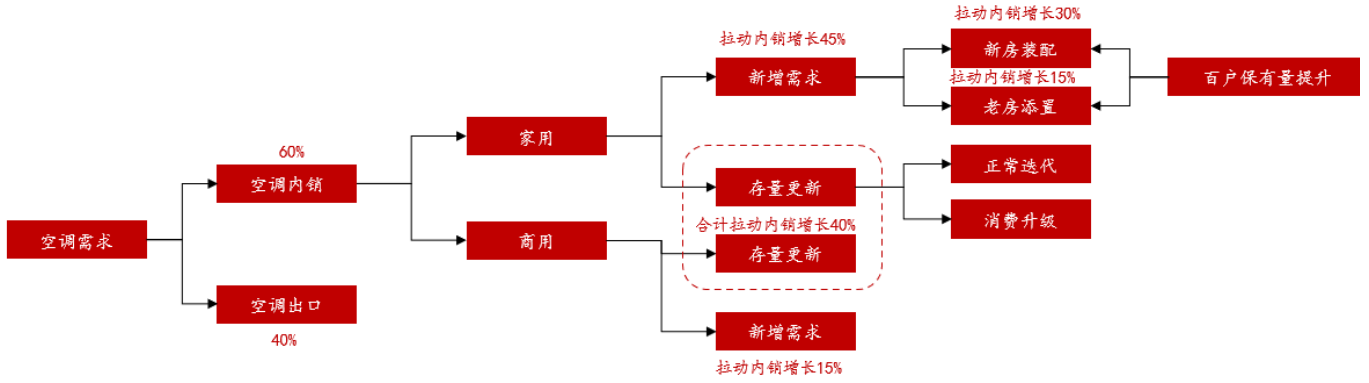 拉动内销增长30%
拉动内销增长45%
新房装配
新增需求
拉动内销增长15%
百户保有量提升
老房添置
家用
60%
正常迭代
空调内销
存量更新
消费升级
合计拉动内销增长40%
空调需求
商用
存量更新
空调出口
新增需求
40%
拉动内销增长15%